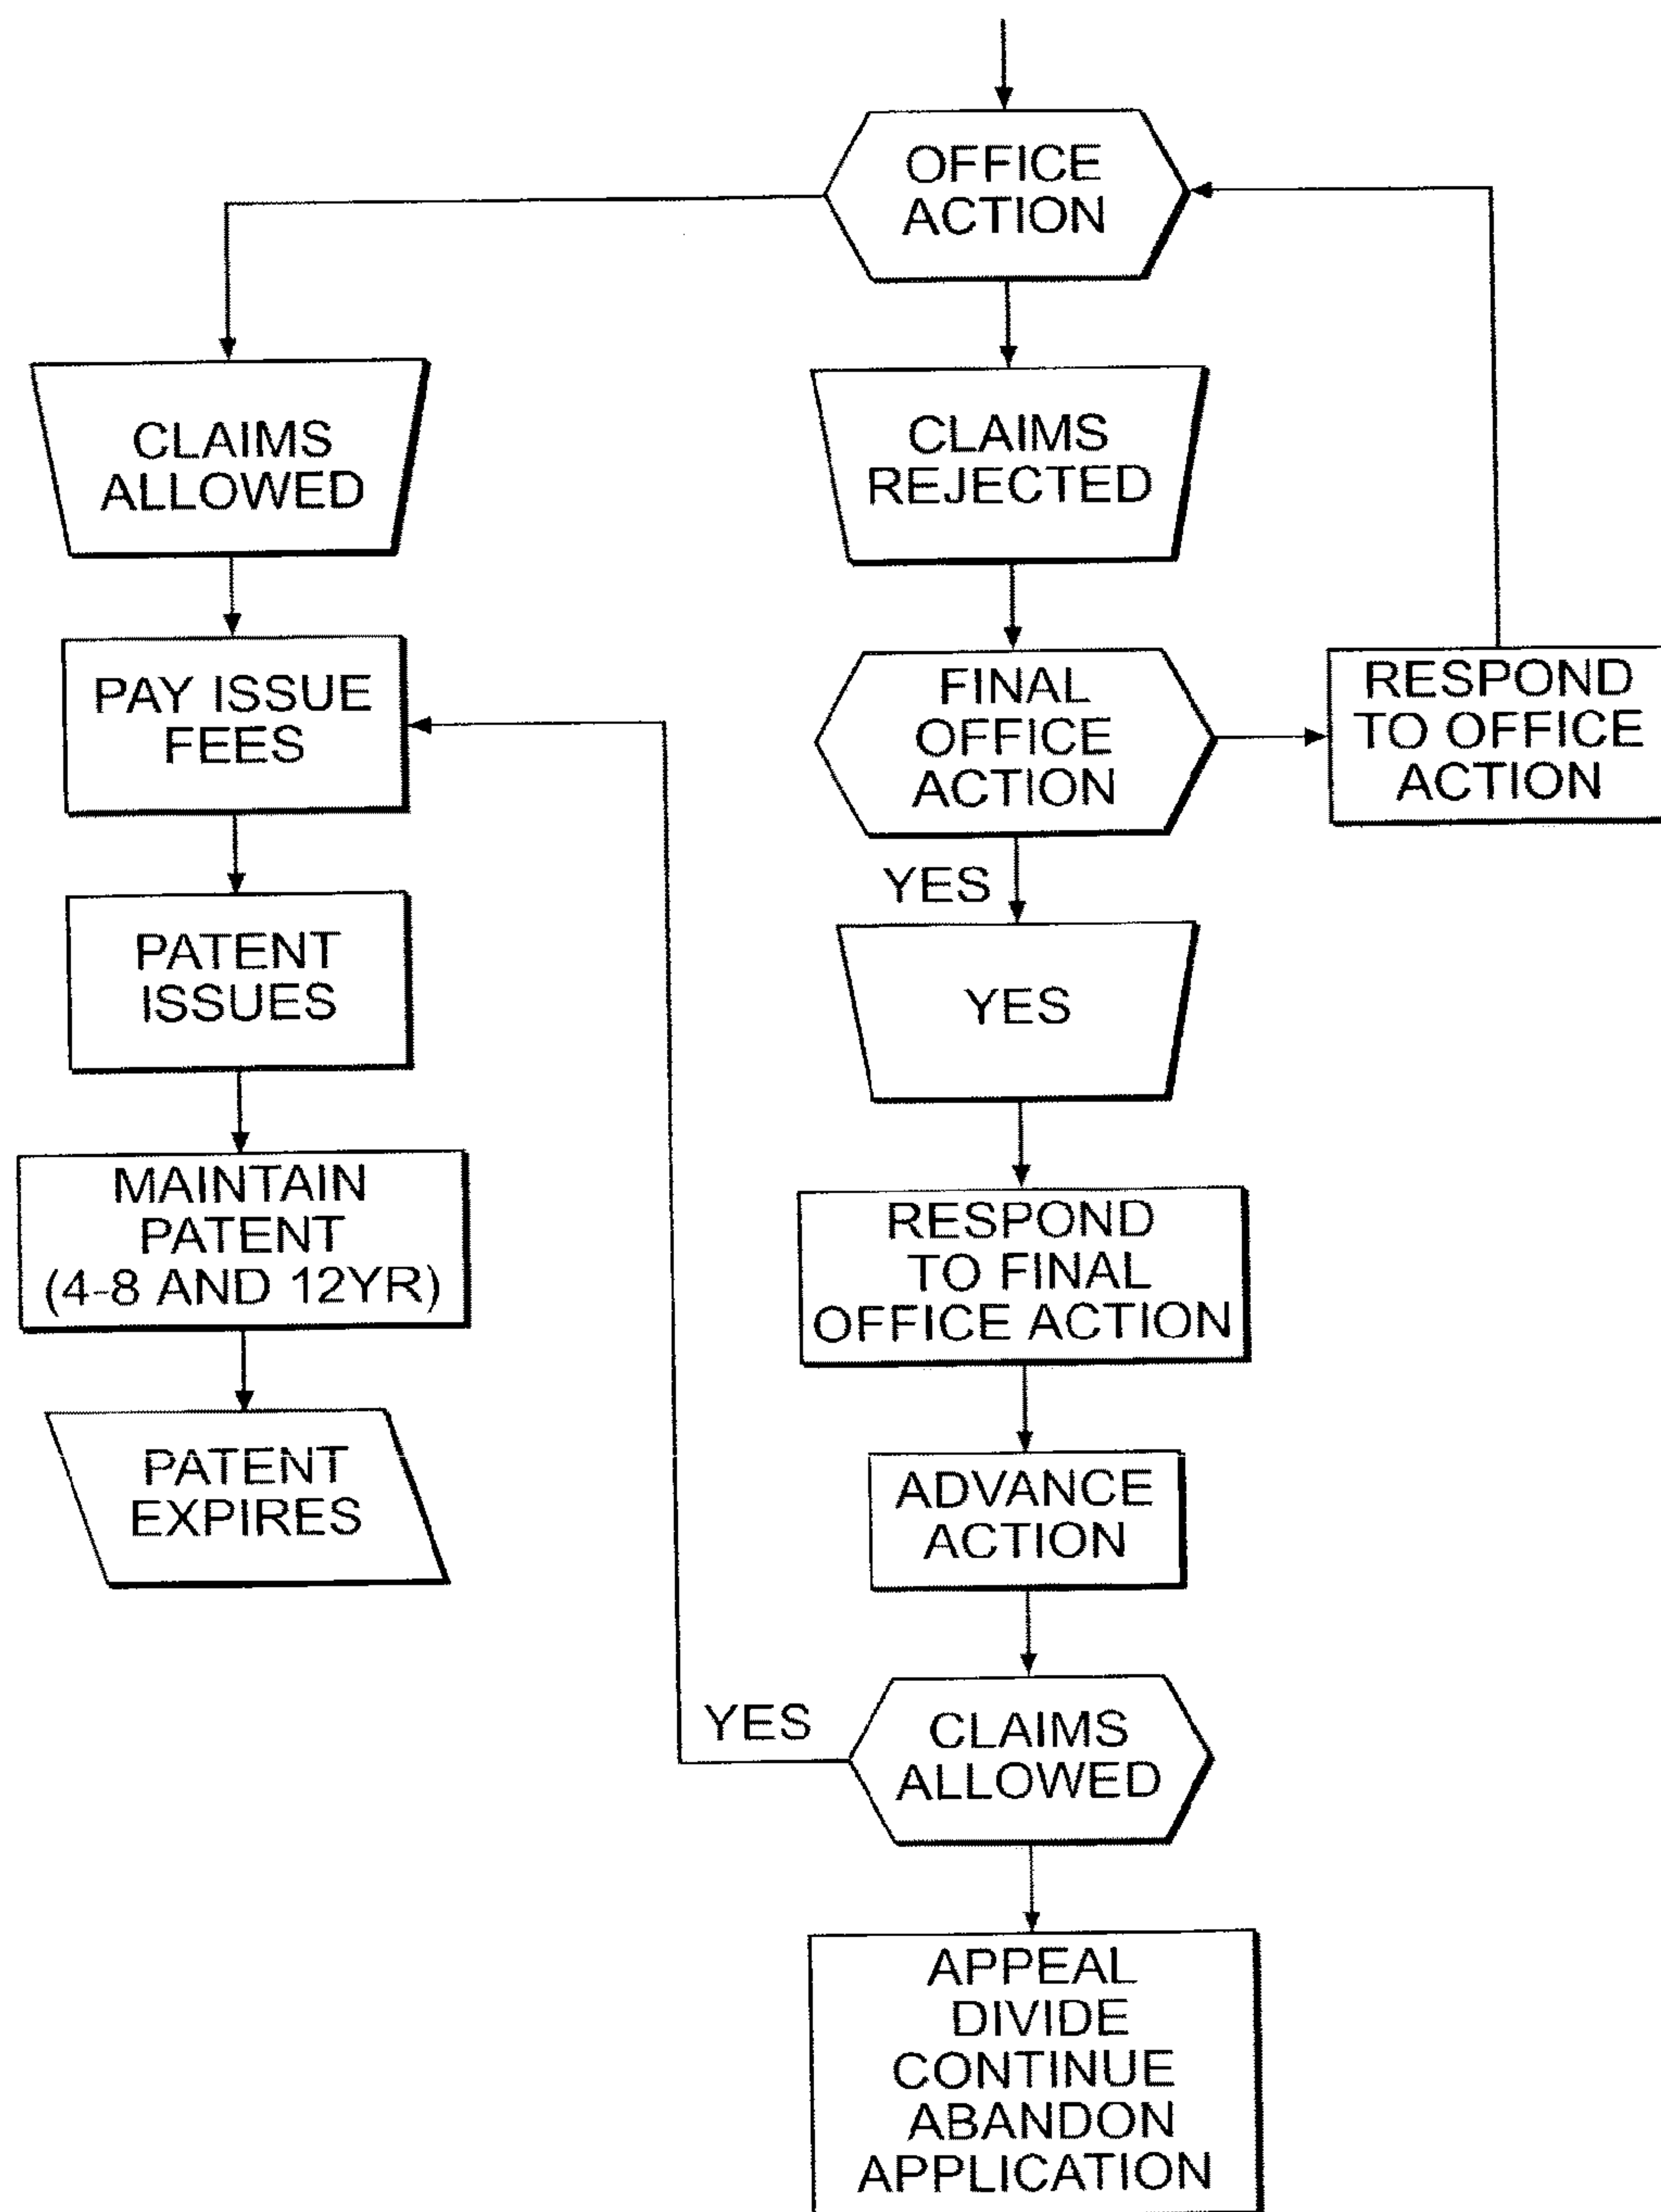 OFFICE
ACTION
CLAIMS
ALLOWED
CLAIMS
REJECTED
PAY ISSUE
FEES
FINAL
OFFICE
ACTION
RESPOND
TO OFFICE
ACTION
YES
PATENT
ISSUES
YES
MAINTAIN
PATENT
(4-8 AND 12YR)
RESPOND
TO FINAL
OFFICE ACTION
PATENT
EXPIRES
ADVANCE
ACTION
YES
CLAIMS
ALLOWED
APPEAL
DIVIDE
CONTINUE
ABANDON
APPLICATION